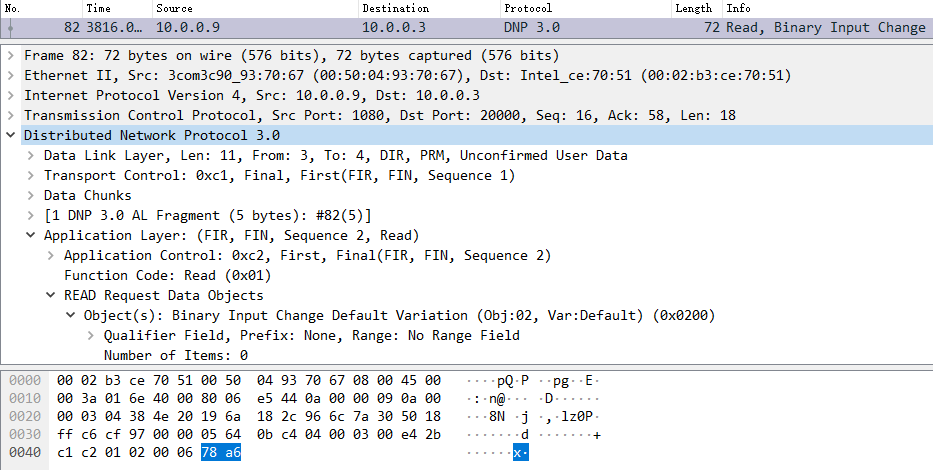 No. Time Source Destination Protocol Length Info
82 3816.0… 10.0.0.9 10.0.0.3 DNP 3.0 72 Read, Binary Input Change
Frame 82: 72 bytes on wire (576 bits), 72 bytes captured (576 bits)
Ethernet II, Src: 3com3c90_93:70:67 (00:50:04:93:70:67), Dst: Intel_ce:70:51 (00:02:b3:ce:70:51)
Internet Protocol Version 4, Src: 10.0.0.9, Dst: 10.0.0.3
Transmission Control Protocol, Src Port: 1080, Dst Port: 20000, Seq: 16, Ack: 58, Len: 18
Distributed Network Protocol 3.0
Data Link Layer, Len: 11, From: 3, To: 4, DIR, PRM, Unconfirmed User Data
Transport Control: 0xc1, Final, First(FIR, FIN, Sequence 1)
Data Chunks
[1 DNP 3.0 AL Fragment (5 bytes): #82(5)]
Application Layer: (FIR, FIN, Sequence 2, Read)
Application Control: 0xc2, First, Final(FIR, FIN, Sequence 2)
Function Code: Read (0x01)
READ Request Data Objects
Object(s): Binary Input Change Default Variation (Obj:02, Var:Default) (0x0200)
Qualifier Field, Prefix: None, Range: No Range Field
Number of Items: 0
0000 00 02 b3 ce 70 51 00 50 04 93 70 67 08 00 45 00 ····pQ·P ··pg··E·
0010 00 3a 01 6e 40 00 80 06 e5 44 0a 00 00 09 0a 00 ·:·n@··· ·D······
0020 00 03 04 38 4e 20 19 6a 18 2c 96 6c 7a 30 50 18 ···8N ·j ·,·lz0P·
0030 ff c6 cf 97 00 00 05 64 0b c4 04 00 03 00 e4 2b ·······d ·······+
0040 c1 c2 01 02 00 06 78 a6 ······x·